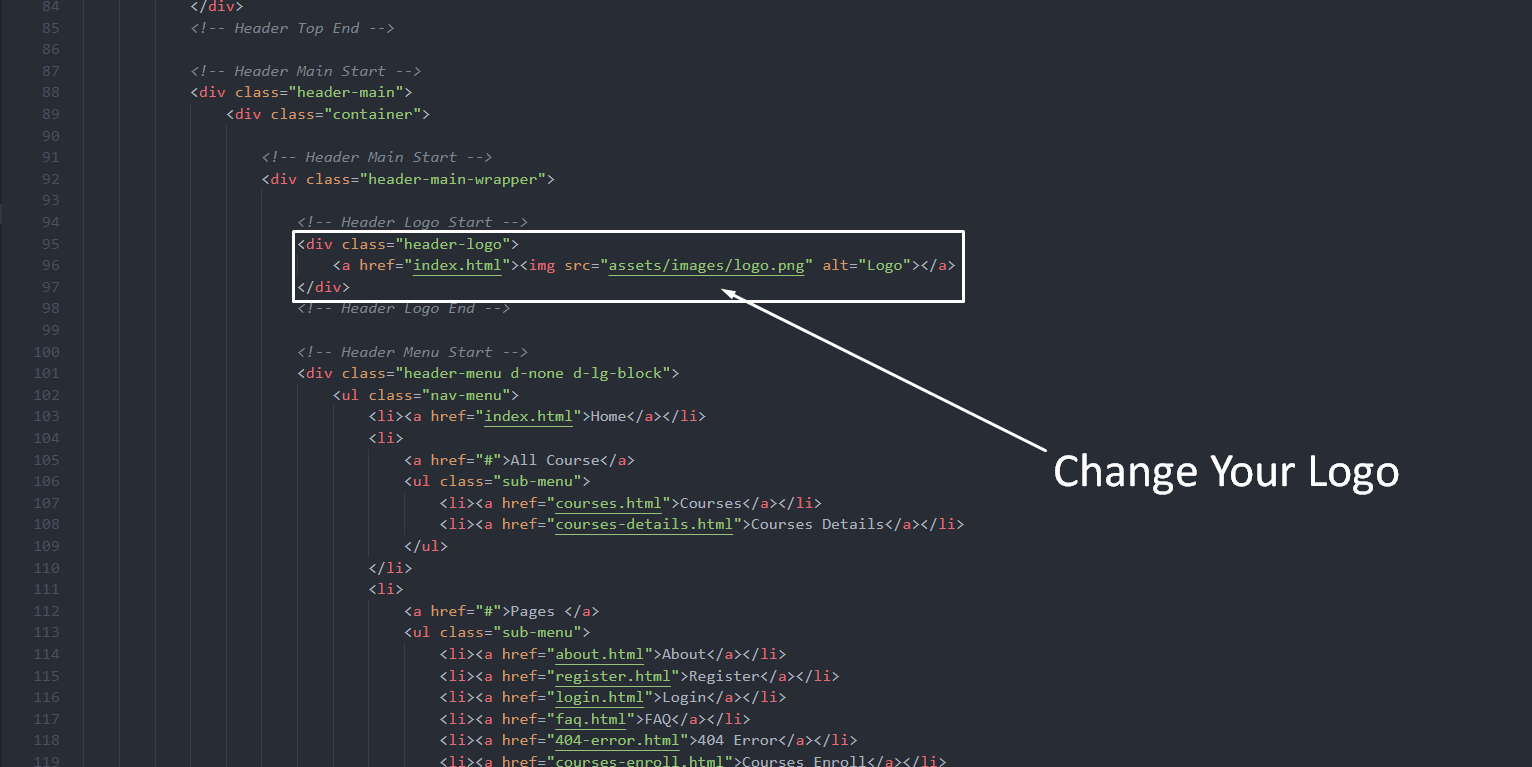 84 </div>
85 <!-- Header Top End -->
86
87 <!-- Header Main Start -->
88 <div class="header-main">
89 <div class="container">
90
91 <!-- Header Main Start -->
92 <div class="header-main-wrapper">
93
94 <!-- Header Logo Start -->
95 <div class="header-logo">
96 <a href="index.html"><img src="assets/images/logo.png" alt="Logo"></a>
97 </div>
98 <!-- Header Logo End -->
99
100 <!-- Header Menu Start -->
101 <div class="header-menu d-none d-lg-block">
102 <ul class="nav-menu">
103 <li><a href="index.html">Home</a></li>
104 <li>
105 <a href="#">All Course</a>
106 <ul class="sub-menu">
Change Your Logo
107 <li><a href="courses.html">Courses</a></li>
108 <li><a href="courses-details.html">Courses Details</a></li>
109 </ul>
110 </li>
111 <li>
112 <a href="#">Pages </a>
113 <ul class="sub-menu">
114 <li><a href="about.html">About</a></li>
115 <li><a href="register.html">Register</a></li>
116 <li><a href="login.html">Login</a></li>
117 <li><a href="faq.html">FAQ</a></li>
118 <li><a href="404-error.html">404 Error</a></li>
119 <li><a href="courses-enroll.html">Courses Enroll</a></li>